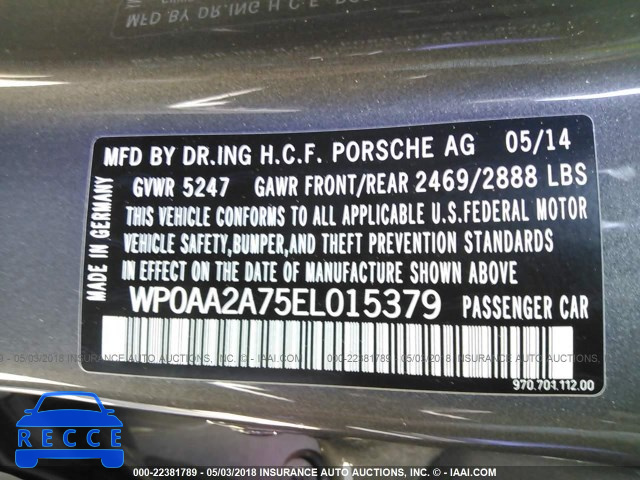 MFD BY DR.ING H.C.F. PORSCHE AG 05/14
GVWR 5247 GAWR FRONT/REAR 2469/2888 LBS
THIS VEHICLE CONFORMS TO ALL APPLICABLE U.S.FEDERAL MOTOR
VEHICLE SAFETY,BUMPER,AND THEFT PREVENTION STANDARDS
IN EFFECT ON THE DATE OF MANUFACTURE SHOWN ABOVE.
MADE IN GERMANY
WP0AA2A75EL015379 PASSENGER CAR
970.701.112.00
RECCE
000-22381789 - 05/03/2018 INSURANCE AUTO AUCTIONS - WWW.IAAI.COM